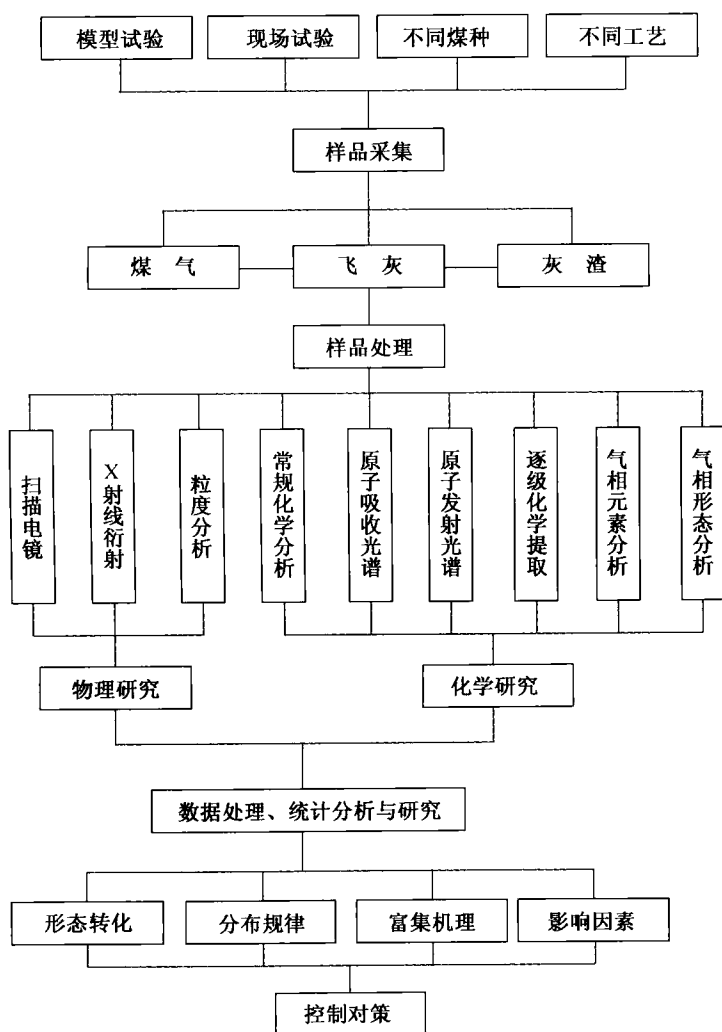 模型试验
现场试验
不同煤种
不同工艺
样品采集
煤 气
飞 灰
灰 渣
样品处理
扫描电镜
X射线衍射
粒度分析
常规化学分析
原子吸收光谱
原子发射光谱
逐级化学提取
气相元素分析
气相形态分析
物理研究
化学研究
数据处理、统计分析与研究
形态转化
分布规律
富集机理
影响因素
控制对策